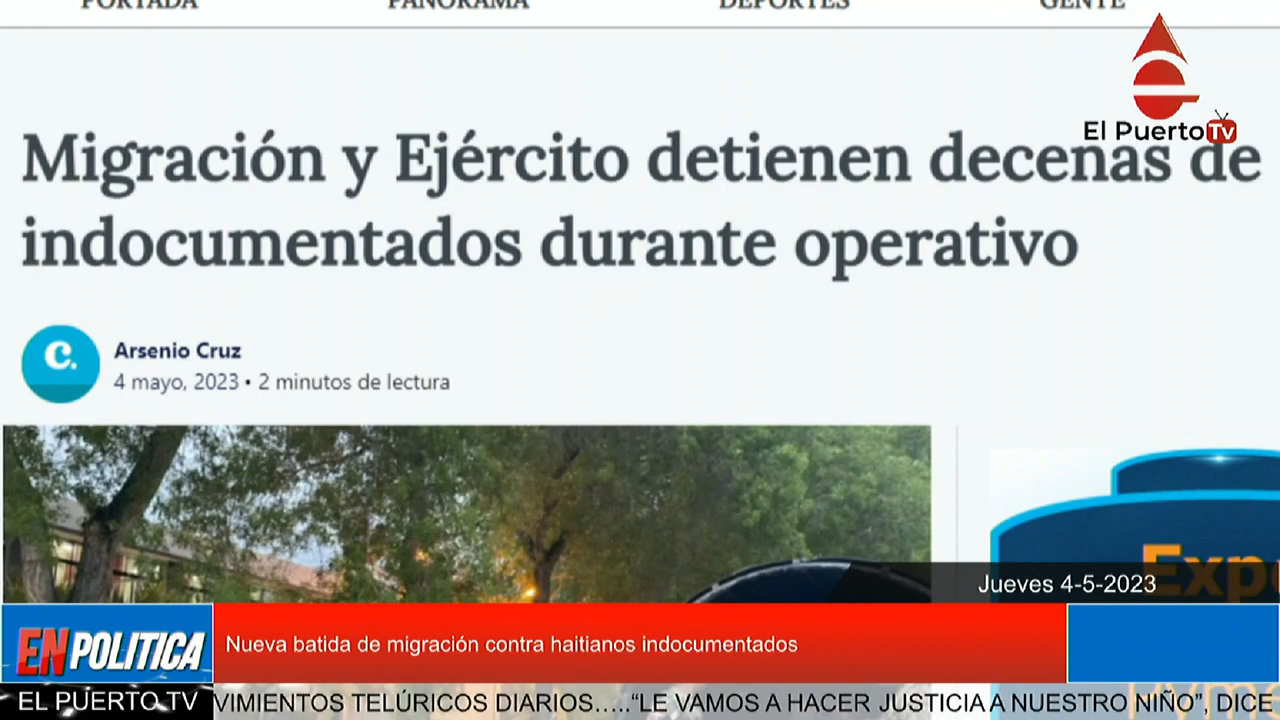 PORTADA PANORAMA DEPORTES GENTE
El PuertoTv
Migración y Ejército detienen decenas de
indocumentados durante operativo
C.
Arsenio Cruz
4 mayo, 2023 • 2 minutos de lectura
Exp
Jueves 4-5-2023
EN POLITICA
Nueva batida de migración contra haitianos indocumentados
EL PUERTO TV
VIMIENTOS TELÚRICOS DIARIOS…..“LE VAMOS A HACER JUSTICIA A NUESTRO NIÑO”, DICE